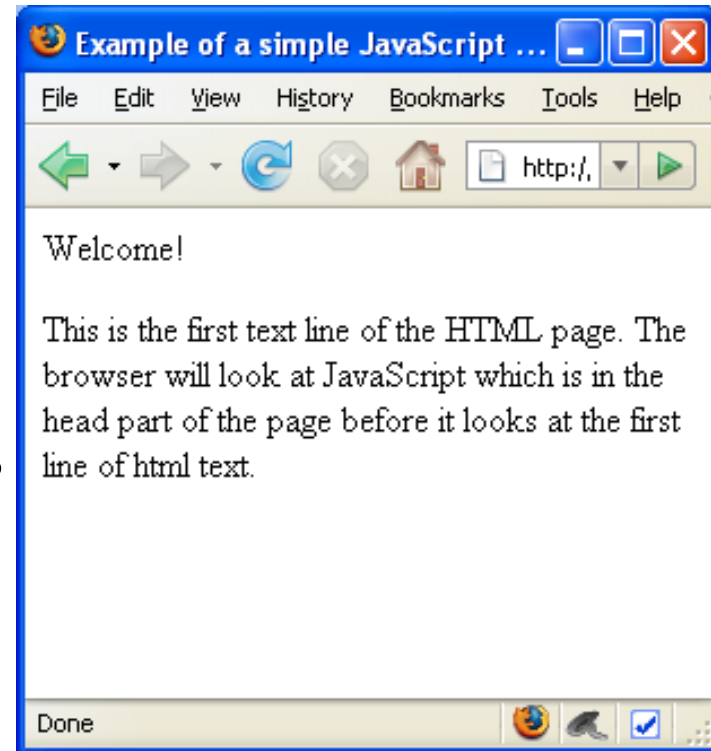 Example of a simple JavaScript ...
File Edit View History Bookmarks Tools Help
http:/,
Welcome!
This is the first text line of the HTML page. The
browser will look at JavaScript which is in the
head part of the page before it looks at the first
line of html text.
Done